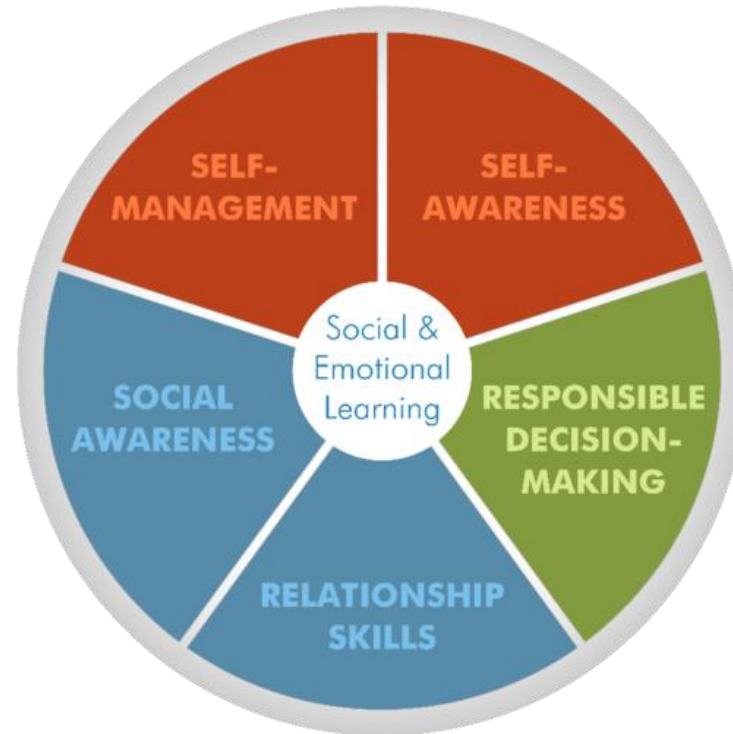 SELF-
MANAGEMENT
SELF-
AWARENESS
Social &
Emotional
Learning
SOCIAL
AWARENESS
RESPONSIBLE
DECISION-
MAKING
RELATIONSHIP
SKILLS